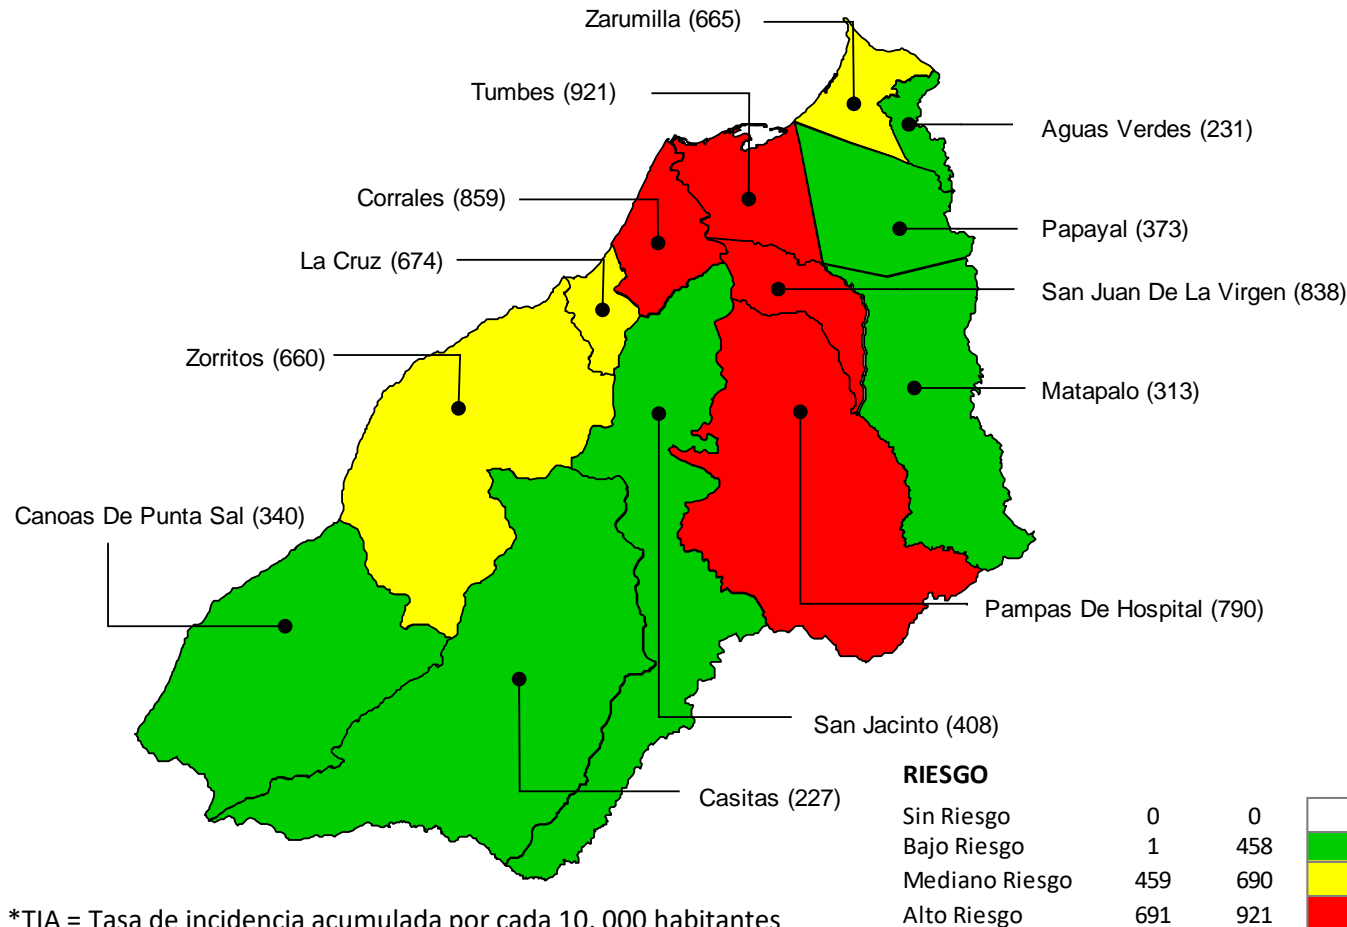 Zarumilla (665)
Tumbes (921)
Aguas Verdes (231)
Corrales (859)
Papayal (373)
La Cruz (674)
San Juan De La Virgen (838)
Zorritos (660)
Matapalo (313)
Canoas De Punta Sal (340)
Pampas De Hospital (790)
San Jacinto (408)
Casitas (227)
RIESGO
Sin Riesgo 0 0
Bajo Riesgo 1 458
Mediano Riesgo 459 690
Alto Riesgo 691 921
*TIA = Tasa de incidencia acumulada por cada 10, 000 habitantes